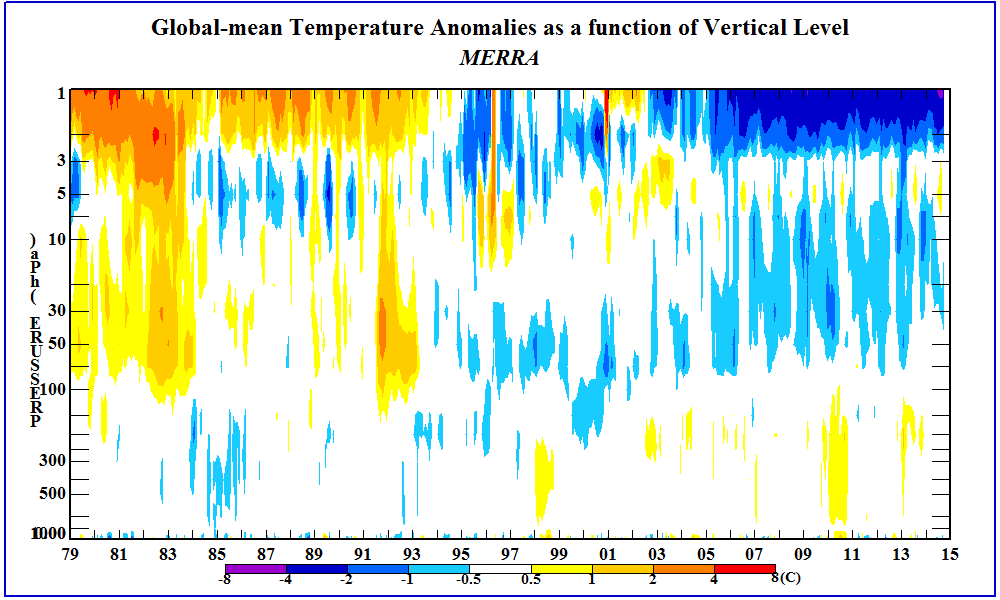 Global-mean Temperature Anomalies as a function of Vertical Level
MERRA
PRESSURE (hPa)
1
3
5
10
30
50
100
300
500
1000
79 81 83 85 87 89 91 93 95 97 99 01 03 05 07 09 11 13 15
-8 -4 -2 -1 -0.5 0.5 1 2 4 8 (C)